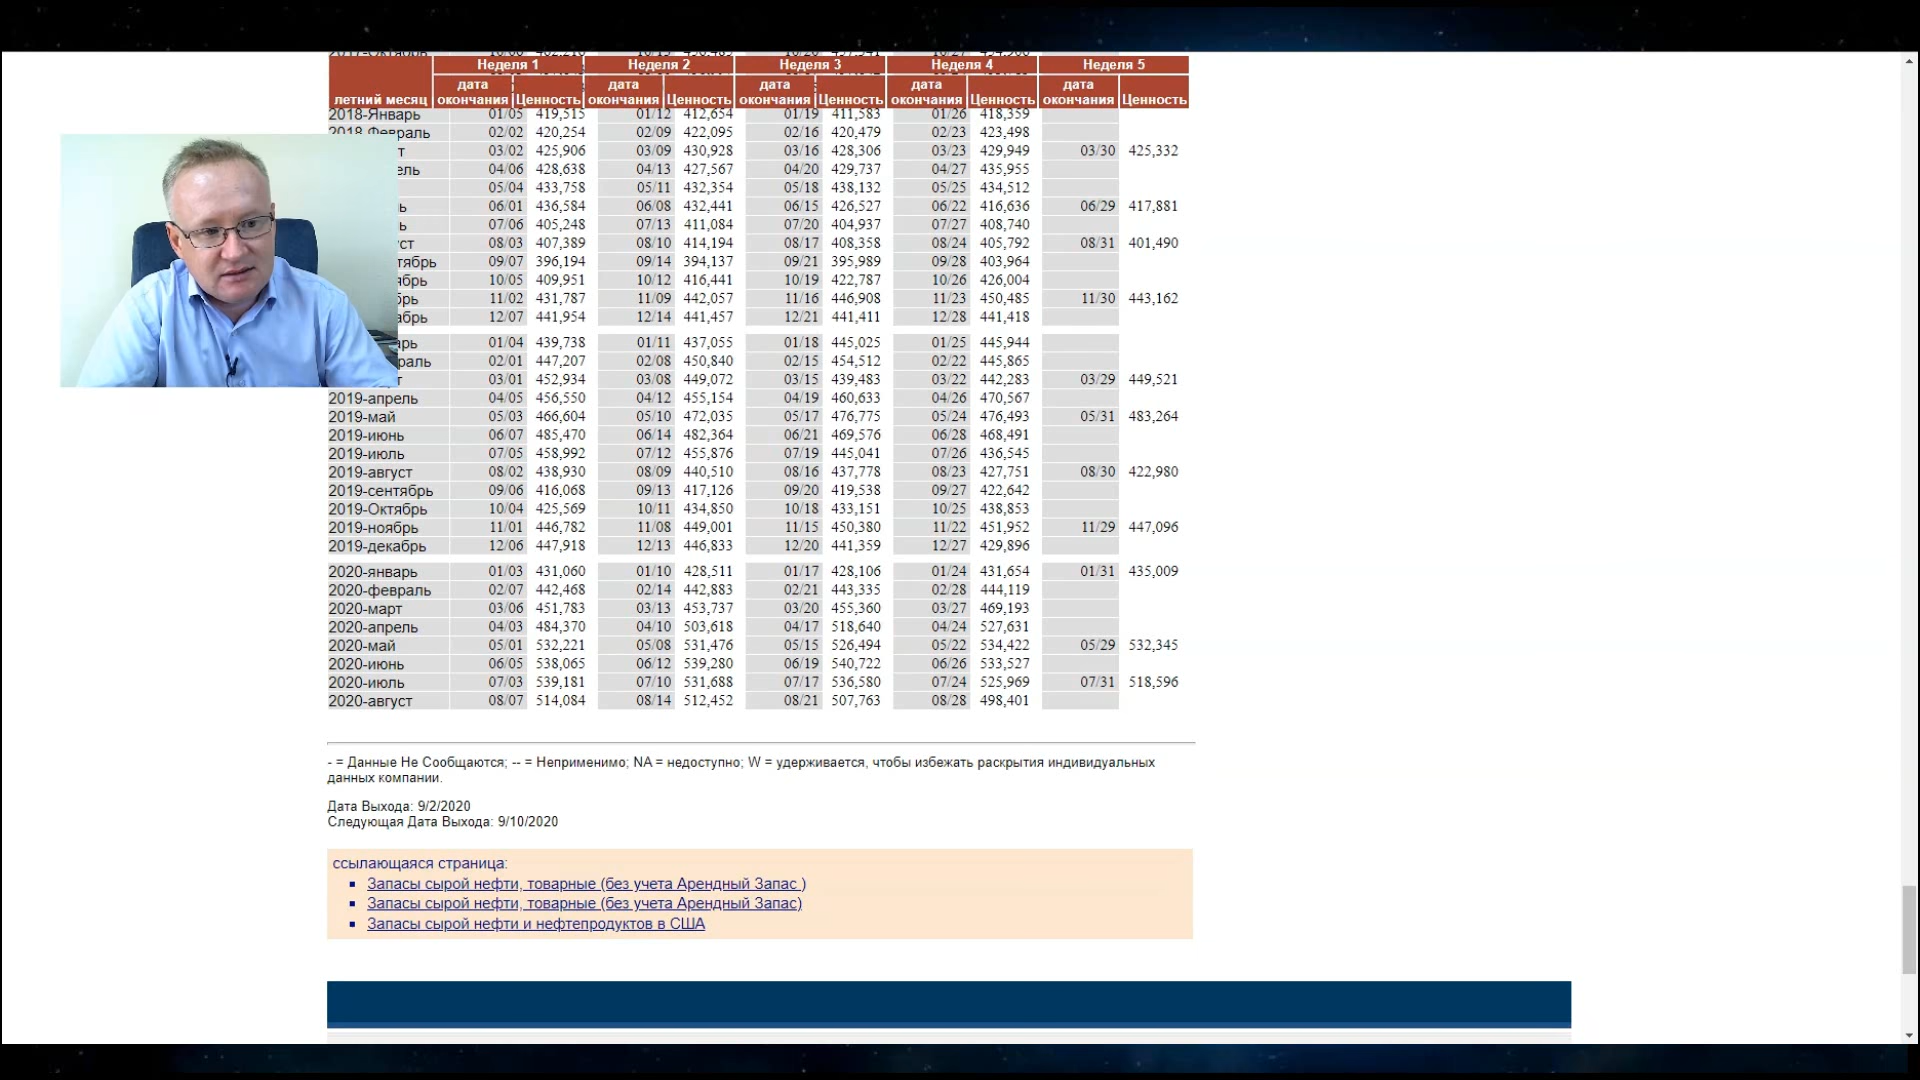 Неделя 1 Неделя 2 Неделя 3 Неделя 4 Неделя 5
летний месяц дата окончания Ценность дата окончания Ценность дата окончания Ценность дата окончания Ценность дата окончания Ценность
2018-Январь 01/05 419,515 01/12 412,654 01/19 411,583 01/26 418,359
2018-Февраль 02/02 420,254 02/09 422,095 02/16 420,479 02/23 423,498
т 03/02 425,906 03/09 430,928 03/16 428,306 03/23 429,949 03/30 425,332
ель 04/06 428,638 04/13 427,567 04/20 429,737 04/27 435,955
05/04 433,758 05/11 432,354 05/18 438,132 05/25 434,512
ь 06/01 436,584 06/08 432,441 06/15 426,527 06/22 416,636 06/29 417,881
ь 07/06 405,248 07/13 411,084 07/20 404,937 07/27 408,740
уст 08/03 407,389 08/10 414,194 08/17 408,358 08/24 405,792 08/31 401,490
тябрь 09/07 396,194 09/14 394,137 09/21 395,989 09/28 403,964
ябрь 10/05 409,951 10/12 416,441 10/19 422,787 10/26 426,004
брь 11/02 431,787 11/09 442,057 11/16 446,908 11/23 450,485 11/30 443,162
абрь 12/07 441,954 12/14 441,457 12/21 441,411 12/28 441,418
арь 01/04 439,738 01/11 437,055 01/18 445,025 01/25 445,944
раль 02/01 447,207 02/08 450,840 02/15 454,512 02/22 445,865
т 03/01 452,934 03/08 449,072 03/15 439,483 03/22 442,283 03/29 449,521
2019-апрель 04/05 456,550 04/12 455,154 04/19 460,633 04/26 470,567
2019-май 05/03 466,604 05/10 472,035 05/17 476,775 05/24 476,493 05/31 483,264
2019-июнь 06/07 485,470 06/14 482,364 06/21 469,576 06/28 468,491
2019-июль 07/05 458,992 07/12 455,876 07/19 445,041 07/26 436,545
2019-август 08/02 438,930 08/09 440,510 08/16 437,778 08/23 427,751 08/30 422,980
2019-сентябрь 09/06 416,068 09/13 417,126 09/20 419,538 09/27 422,642
2019-Октябрь 10/04 425,569 10/11 434,850 10/18 433,151 10/25 438,853
2019-ноябрь 11/01 446,782 11/08 449,001 11/15 450,380 11/22 451,952 11/29 447,096
2019-декабрь 12/06 447,918 12/13 446,833 12/20 441,359 12/27 429,896
2020-январь 01/03 431,060 01/10 428,511 01/17 428,106 01/24 431,654 01/31 435,009
2020-февраль 02/07 442,468 02/14 442,883 02/21 443,335 02/28 444,119
2020-март 03/06 451,783 03/13 453,737 03/20 455,360 03/27 469,193
2020-апрель 04/03 484,370 04/10 503,618 04/17 518,640 04/24 527,631
2020-май 05/01 532,221 05/08 531,476 05/15 526,494 05/22 534,422 05/29 532,345
2020-июнь 06/05 538,065 06/12 539,280 06/19 540,722 06/26 533,527
2020-июль 07/03 539,181 07/10 531,688 07/17 536,580 07/24 525,969 07/31 518,596
2020-август 08/07 514,084 08/14 512,452 08/21 507,763 08/28 498,401
- = Данные Не Сообщаются; -- = Неприменимо; NA = недоступно; W = удерживается, чтобы избежать раскрытия индивидуальных
данных компании.
Дата Выхода: 9/2/2020
Следующая Дата Выхода: 9/10/2020
ссылающаяся страница:
Запасы сырой нефти, товарные (без учета Арендный Запас )
Запасы сырой нефти, товарные (без учета Арендный Запас)
Запасы сырой нефти и нефтепродуктов в США